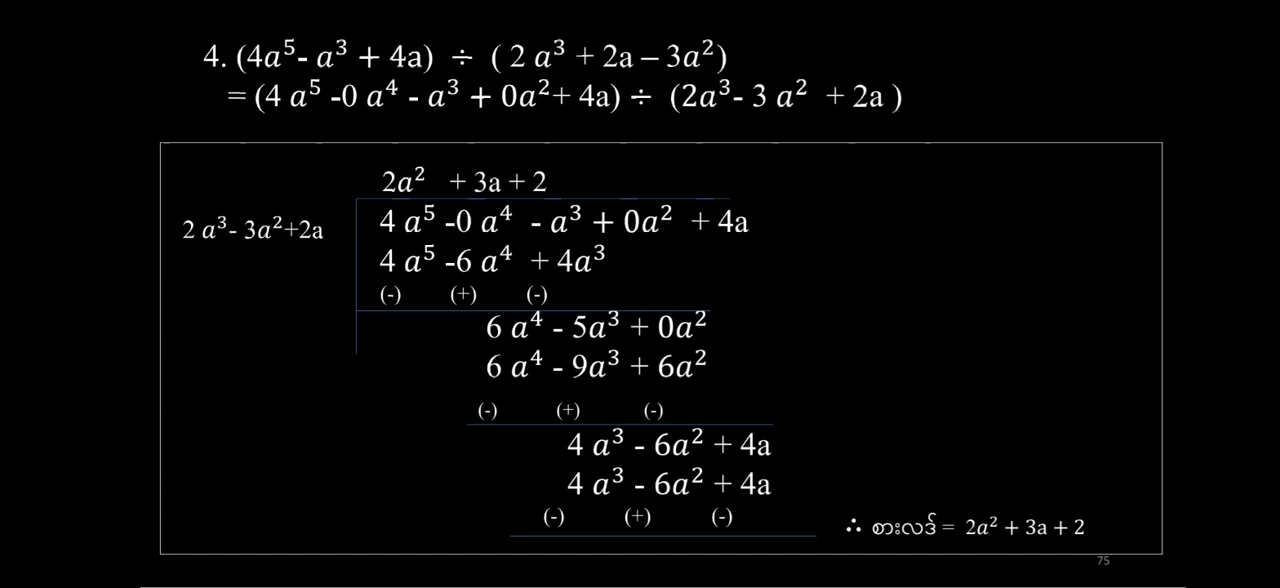 4. (4a⁵- a³ + 4a) ÷ ( 2 a³ + 2a – 3a²)
= (4 a⁵ -0 a⁴ - a³ + 0a²+ 4a) ÷ (2a³- 3 a² + 2a )
2a² + 3a + 2
2 a³- 3a²+2a 4 a⁵ -0 a⁴ - a³ + 0a² + 4a
4 a⁵ -6 a⁴ + 4a³
(-) (+) (-)
6 a⁴ - 5a³ + 0a²
6 a⁴ - 9a³ + 6a²
(-) (+) (-)
4 a³ - 6a² + 4a
4 a³ - 6a² + 4a
(-) (+) (-)
∴ စားလဒ် = 2a² + 3a + 2
75